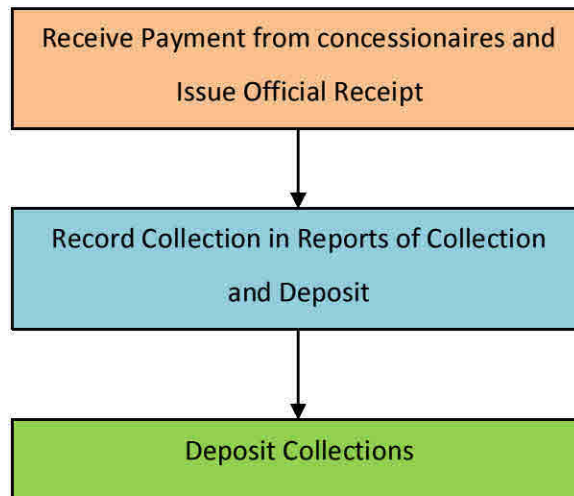 Receive Payment from concessionaires and
Issue Official Receipt
Record Collection in Reports of Collection
and Deposit
Deposit Collections